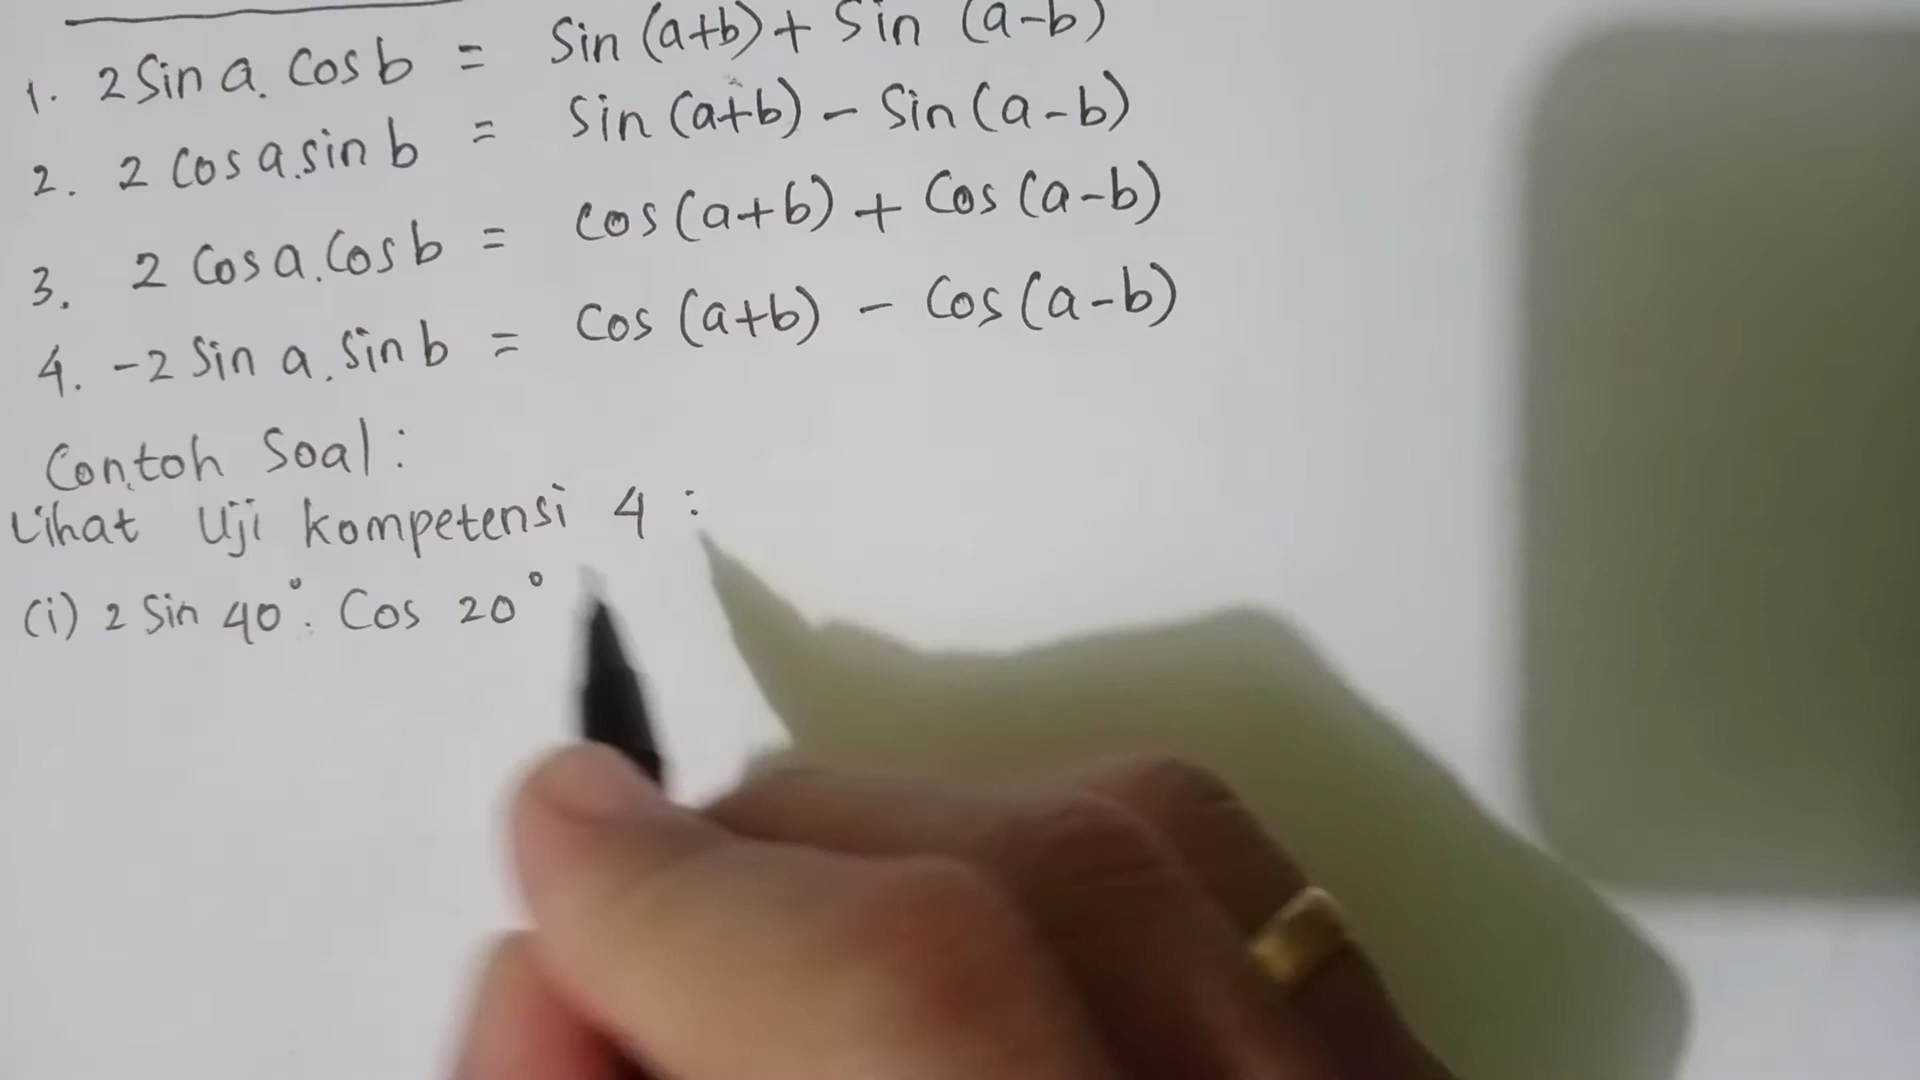 1. 2 Sin a. Cos b = Sin (a+b) + Sin (a-b)
2. 2 Cos a. sin b = Sin (a+b) - Sin (a-b)
3. 2 Cos a. Cos b = Cos (a+b) + Cos (a-b)
4. -2 Sin a. Sin b = Cos (a+b) - Cos (a-b)
Contoh Soal :
Lihat Uji Kompetensi 4 :
(i) 2 Sin 40°. Cos 20°